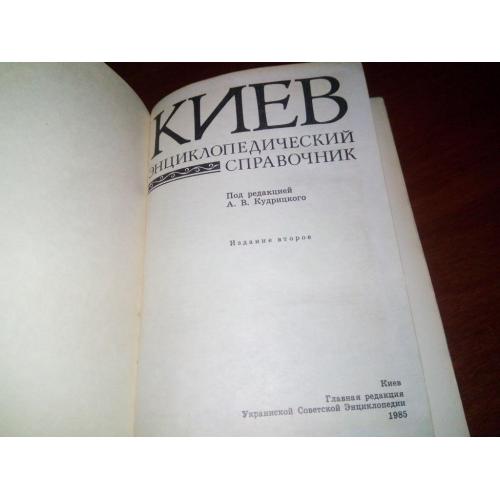 КИЕВ
ЭНЦИКЛОПЕДИЧЕСКИЙ
СПРАВОЧНИК
Под редакцией
А. В. Кудрицкого
Издание второе
Киев
Главная редакция
Украинской Советской Энциклопедии
1985